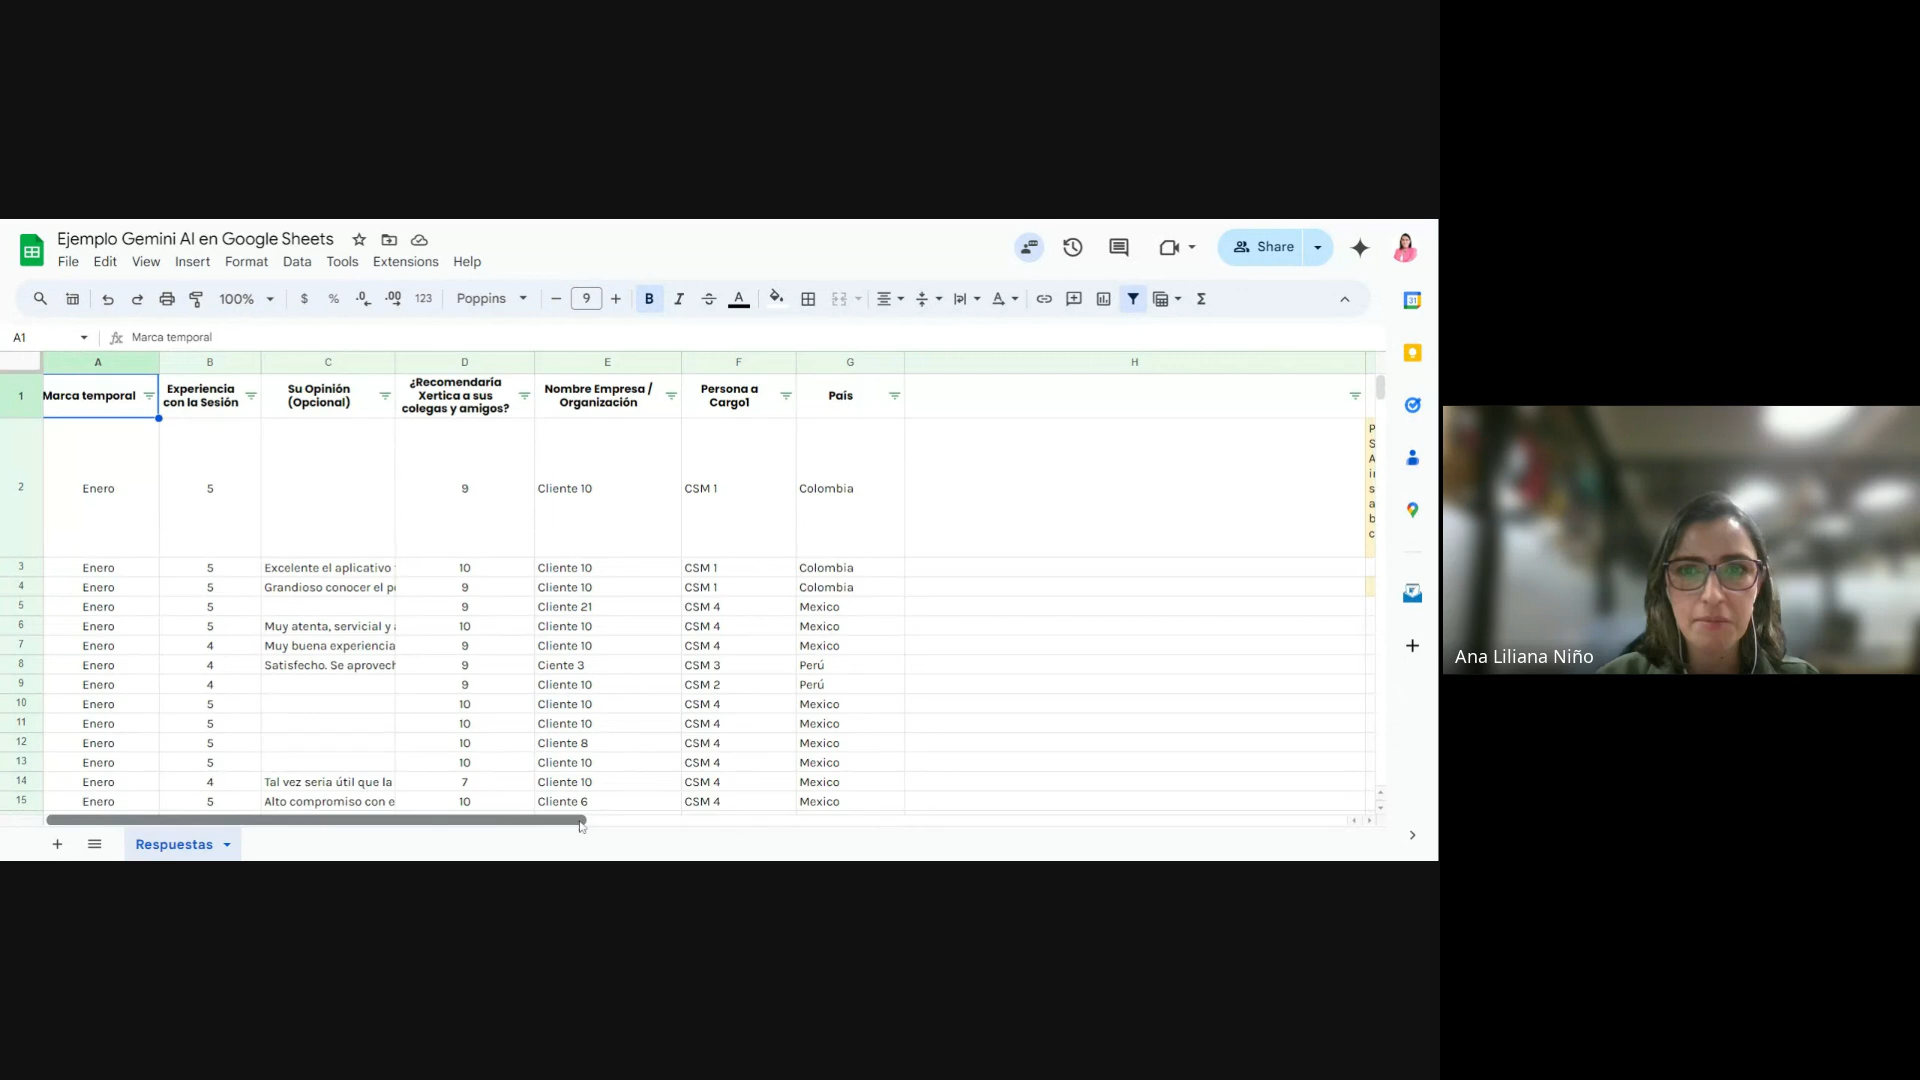 Ejemplo Gemini AI en Google Sheets
File Edit View Insert Format Data Tools Extensions Help
Share
100% $ % .0 .00 123 Poppins 9 B I A
A1 Marca temporal
A B C D E F G H
1 Marca temporal Experiencia con la Sesión Su Opinión (Opcional) ¿Recomendaría Xertica a sus colegas y amigos? Nombre Empresa / Organización Persona a Cargo1 País
2 Enero 5 9 Cliente 10 CSM 1 Colombia
3 Enero 5 Excelente el aplicativo 10 Cliente 10 CSM 1 Colombia
4 Enero 5 Grandioso conocer el 9 Cliente 10 CSM 1 Colombia
5 Enero 5 9 Cliente 21 CSM 4 Mexico
6 Enero 5 Muy atenta, servicial y 10 Cliente 10 CSM 4 Mexico
7 Enero 4 Muy buena experiencia 9 Cliente 10 CSM 4 Mexico
8 Enero 4 Satisfecho. Se aprovech 9 Ciente 3 CSM 3 Perú
9 Enero 4 9 Cliente 10 CSM 2 Perú
10 Enero 5 10 Cliente 10 CSM 4 Mexico
11 Enero 5 10 Cliente 10 CSM 4 Mexico
12 Enero 5 10 Cliente 8 CSM 4 Mexico
13 Enero 5 10 Cliente 10 CSM 4 Mexico
14 Enero 4 Tal vez seria útil que la 7 Cliente 10 CSM 4 Mexico
15 Enero 5 Alto compromiso con e 10 Cliente 6 CSM 4 Mexico
Respuestas
Ana Liliana Niño